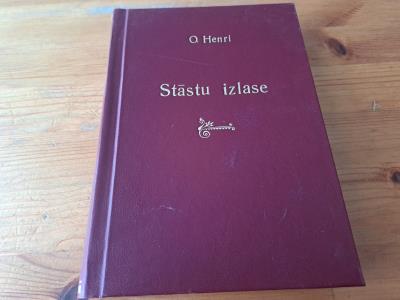 O. Henri
Stāstu izlase